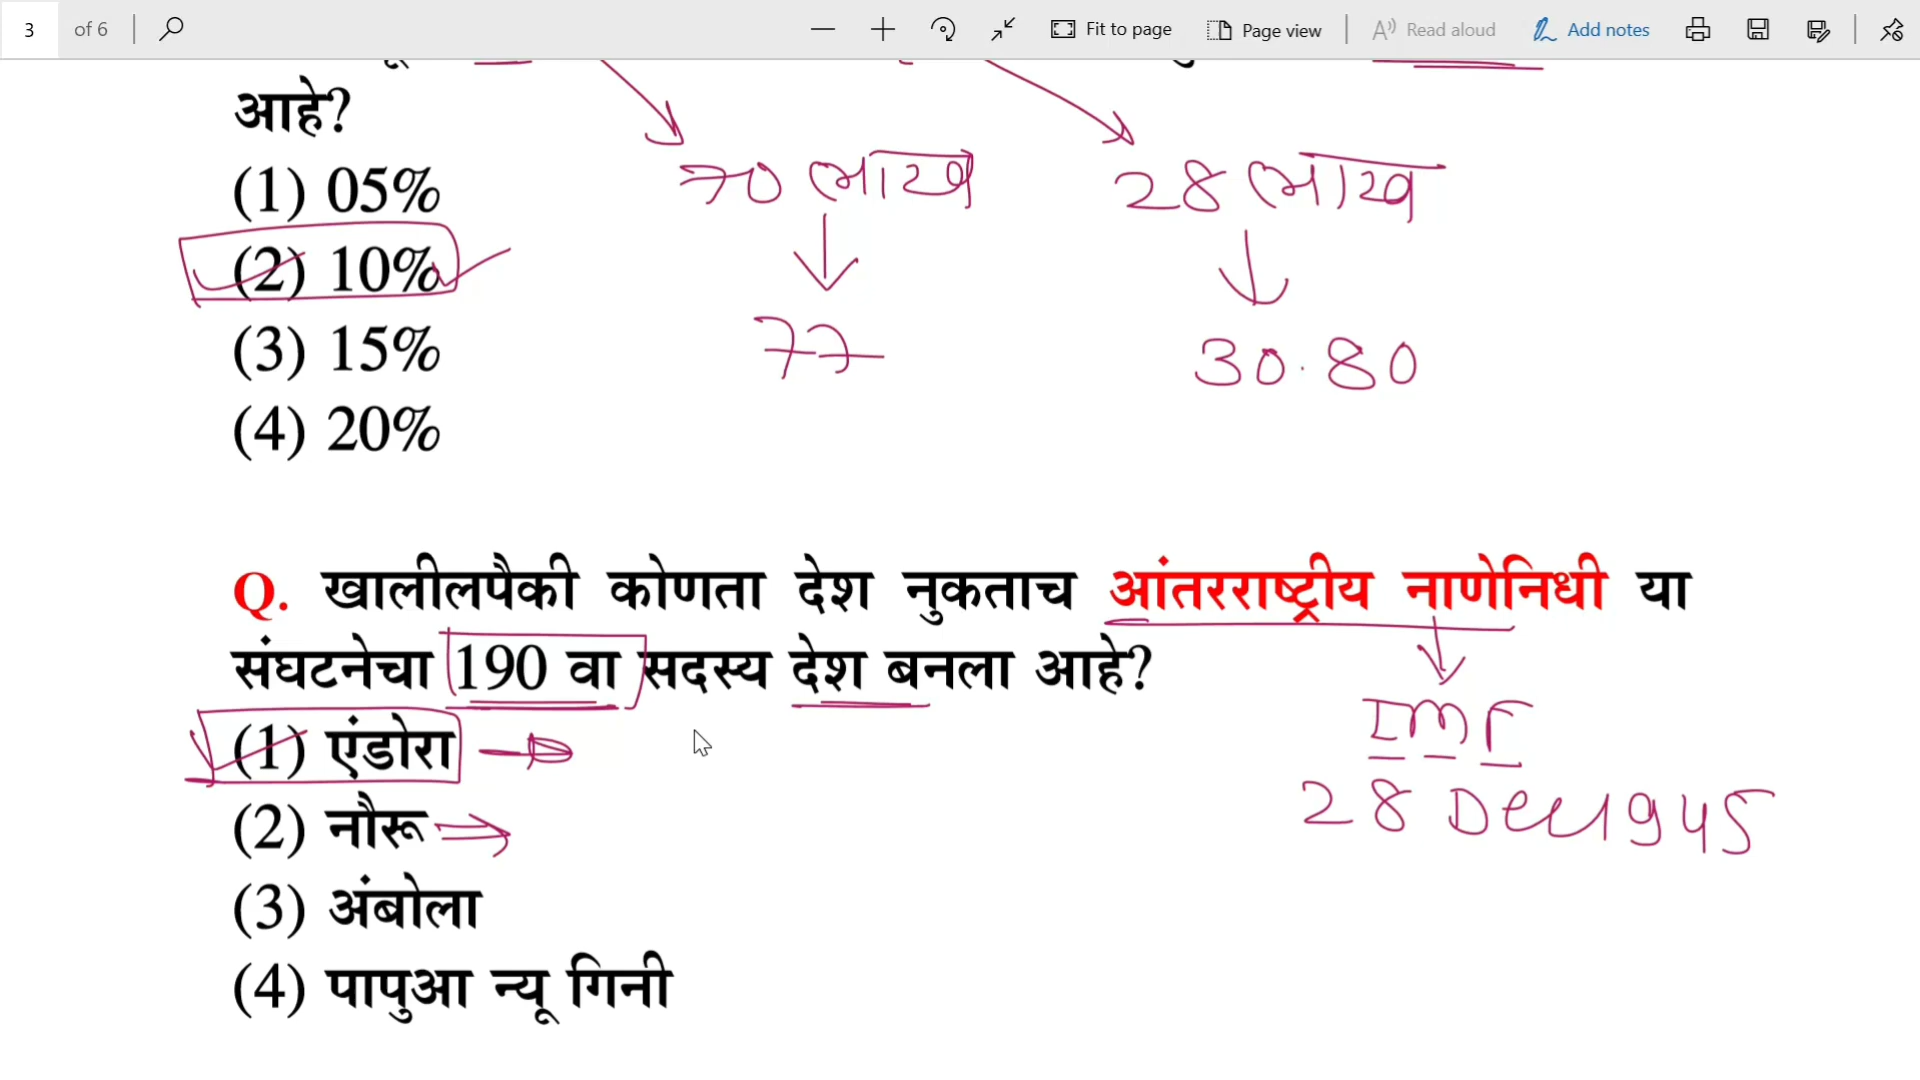 3 of 6 Fit to page Page view Read aloud Add notes
आहे?
(1) 05% 70 लाख 28 लाख
(2) 10%
(3) 15% 77 30.80
(4) 20%
Q. खालीलपैकी कोणता देश नुकताच आंतरराष्ट्रीय नाणेनिधी या
संघटनेचा 190 वा सदस्य देश बनला आहे?
(1) एंडोरा IMF
(2) नौरू 28 Dec 1945
(3) अंबोला
(4) पापुआ न्यू गिनी